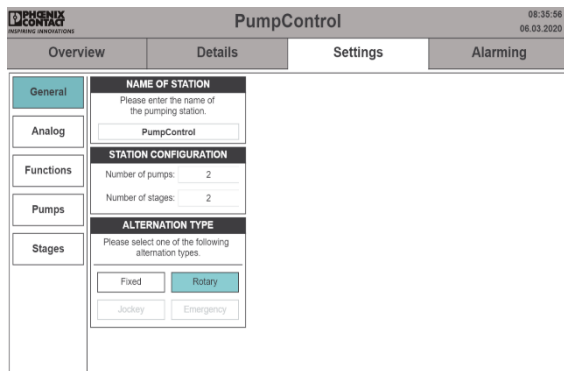 PHŒNIX
CONTACT
INSPIRING INNOVATIONS
PumpControl
08:35:56
06.03.2020
Overview
Details
Settings
Alarming
General
Analog
Functions
Pumps
Stages
NAME OF STATION
Please enter the name of
the pumping station.
PumpControl
STATION CONFIGURATION
Number of pumps: 2
Number of stages: 2
ALTERNATION TYPE
Please select one of the following
alternation types.
Fixed Rotary
Jockey Emergency